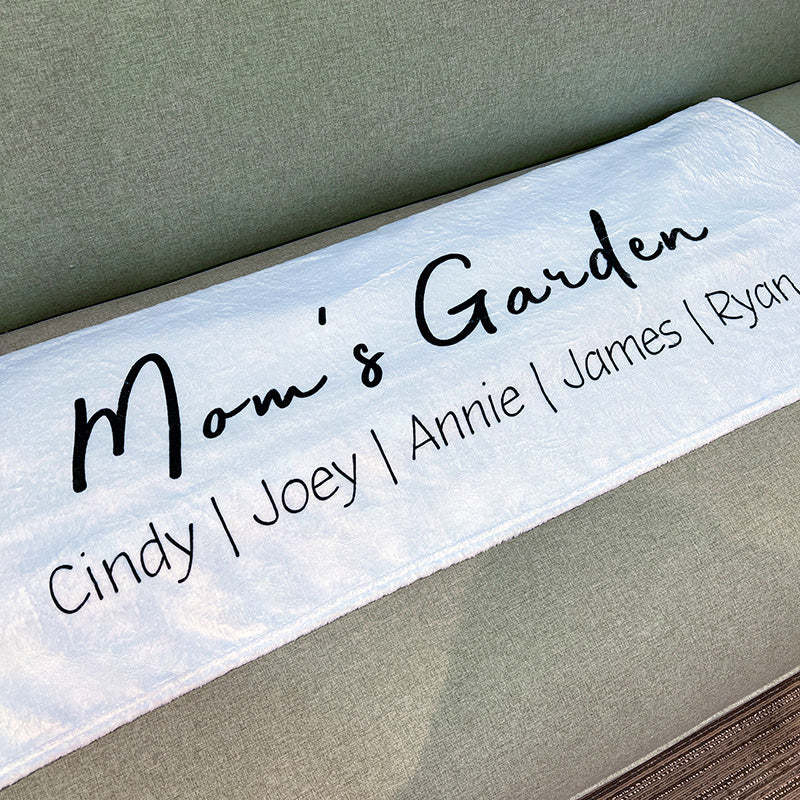 Mom's Garden
Cindy | Joey | Annie | James | Ryan